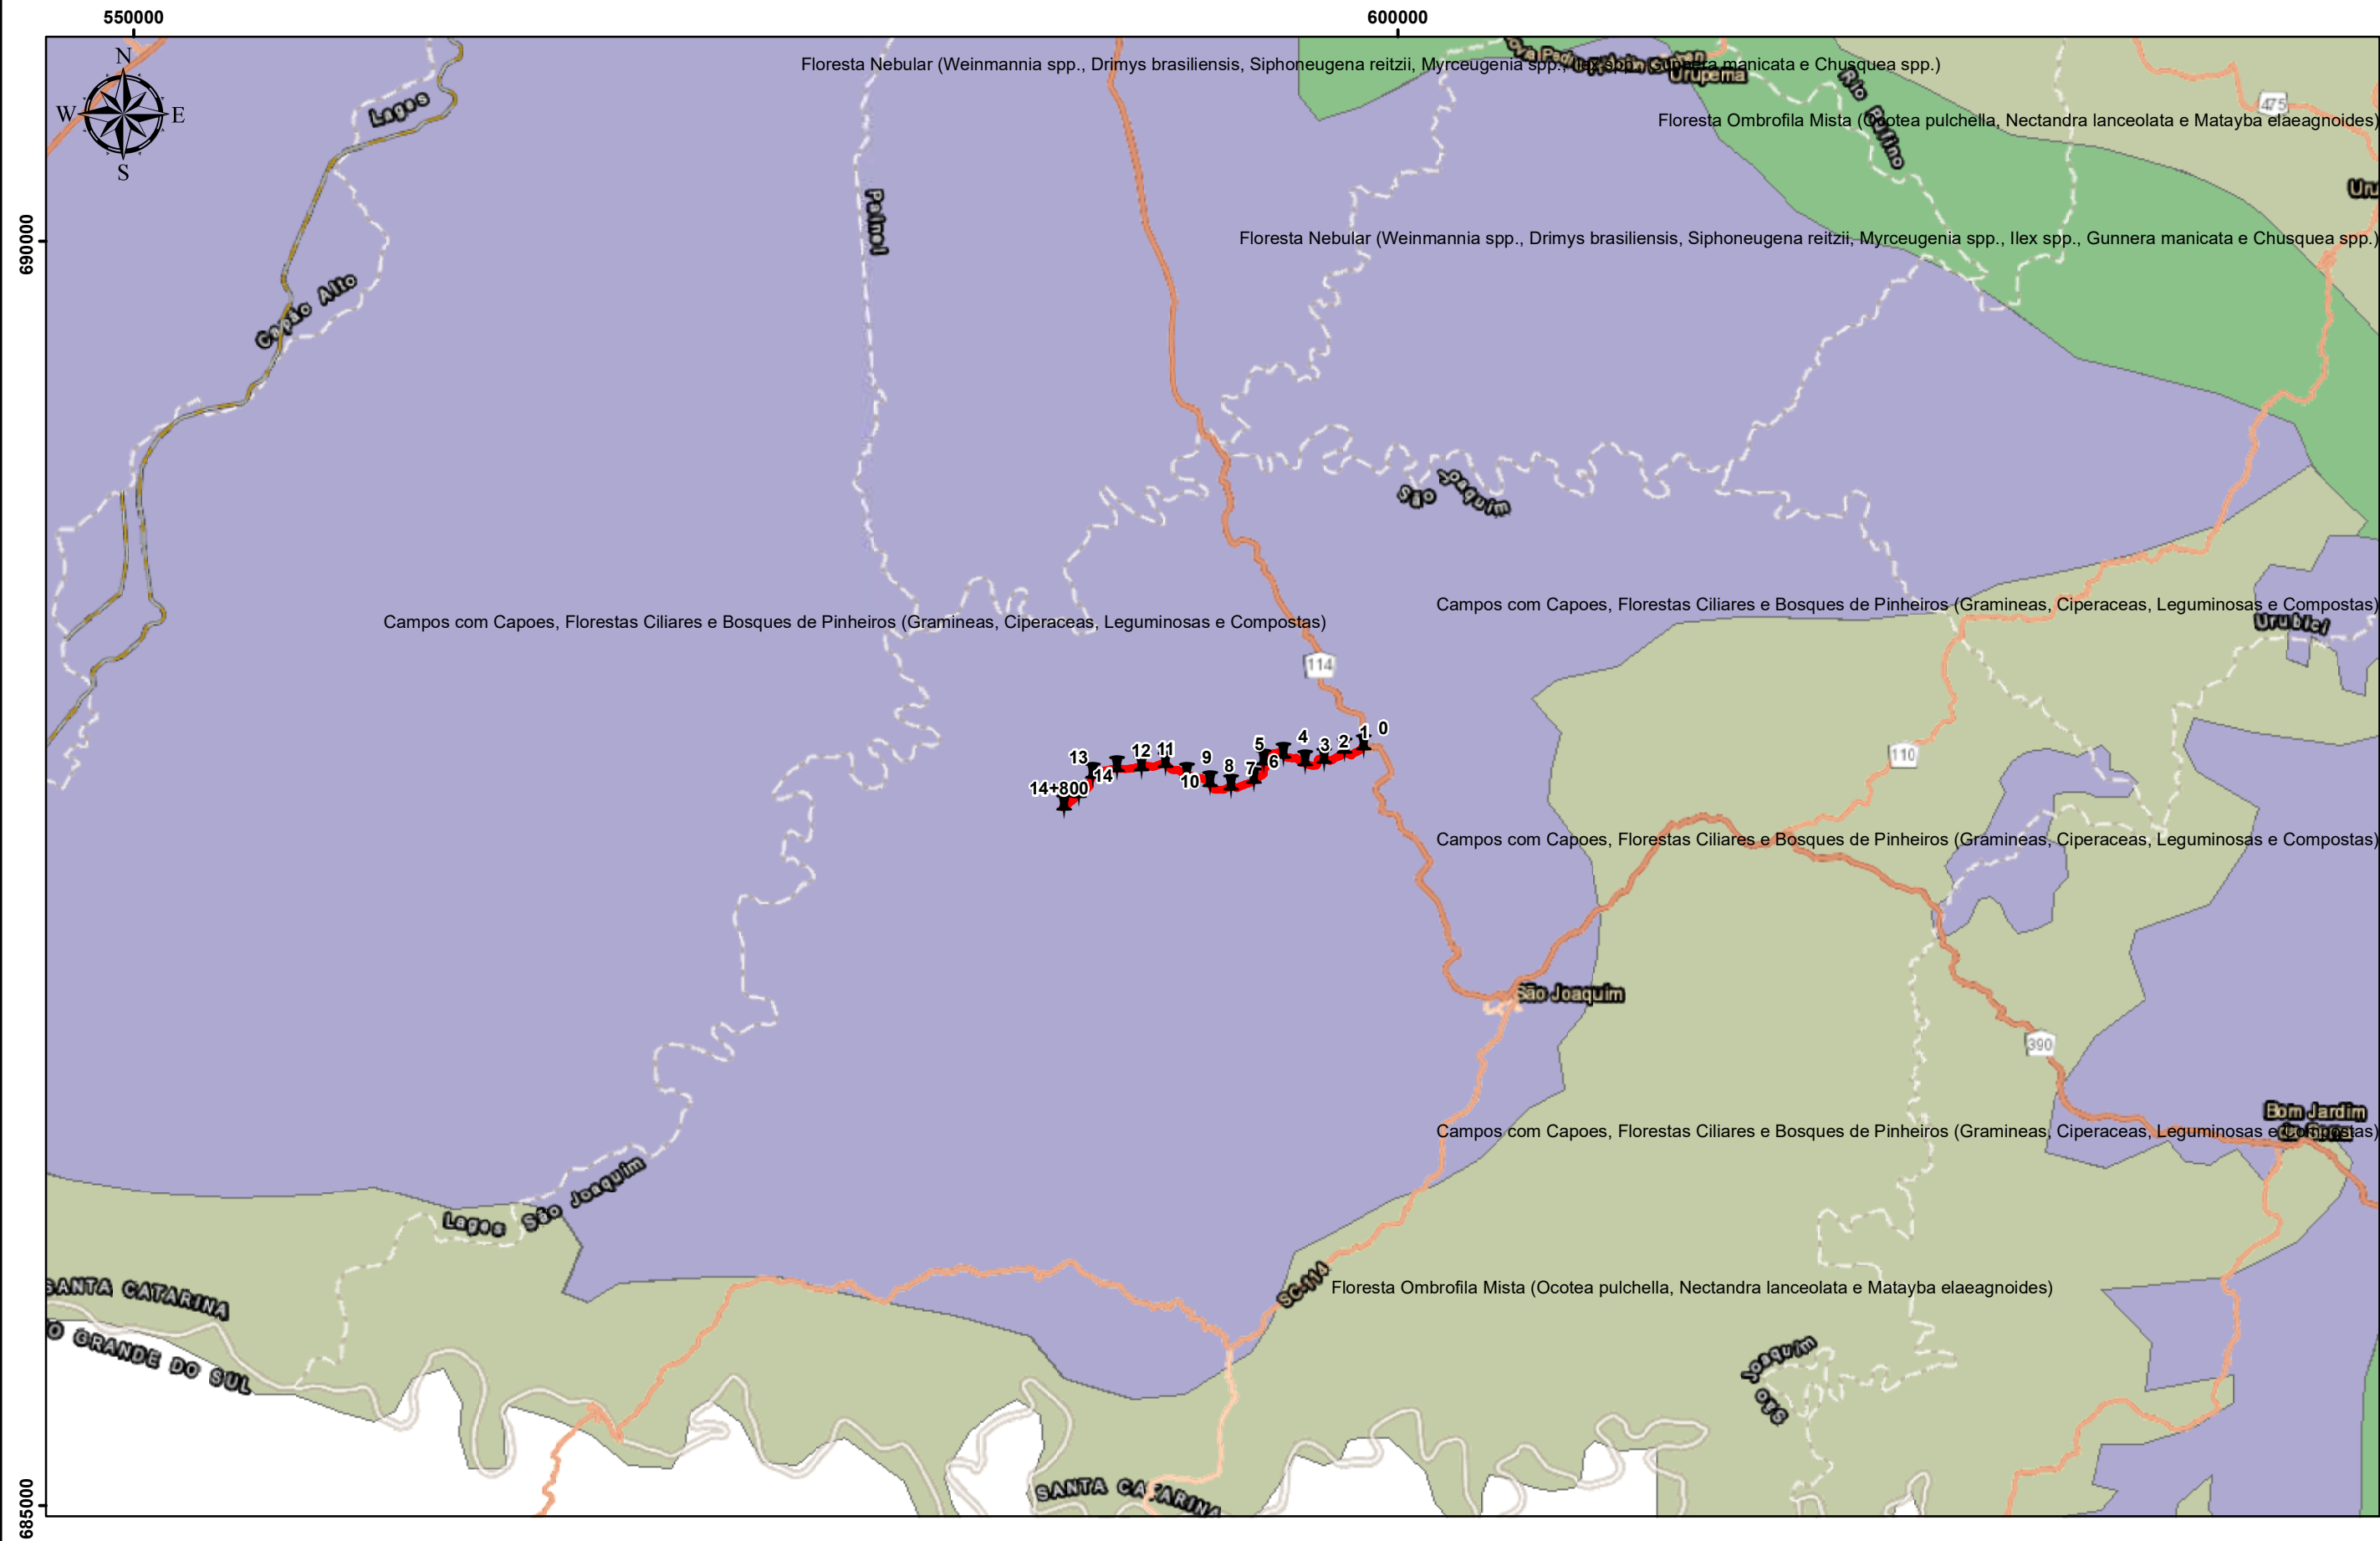 550000
600000
N
W E
S
Lages
Floresta Nebular (Weinmannia spp., Drimys brasiliensis, Siphoneugena reitzii, Myrceugenia spp., Ilex spp., Gunnera manicata e Chusquea spp.)
Urupema
Rio Rufino
475
Floresta Ombrofila Mista (Ocotea pulchella, Nectandra lanceolata e Matayba elaeagnoides)
Uru
Painel
690000
Floresta Nebular (Weinmannia spp., Drimys brasiliensis, Siphoneugena reitzii, Myrceugenia spp., Ilex spp., Gunnera manicata e Chusquea spp.)
Capão Alto
São Joaquim
Campos com Capoes, Florestas Ciliares e Bosques de Pinheiros (Gramineas, Ciperaceas, Leguminosas e Compostas)
Campos com Capoes, Florestas Ciliares e Bosques de Pinheiros (Gramineas, Ciperaceas, Leguminosas e Compostas)
Urubici
114
0
1
2
3
4
5
6
7
8
9
10
11
12
13
14
14+800
110
Campos com Capoes, Florestas Ciliares e Bosques de Pinheiros (Gramineas, Ciperaceas, Leguminosas e Compostas)
São Joaquim
390
Bom Jardim
Campos com Capoes, Florestas Ciliares e Bosques de Pinheiros (Gramineas, Ciperaceas, Leguminosas e Compostas)
Lages São Joaquim
SC-114
Floresta Ombrofila Mista (Ocotea pulchella, Nectandra lanceolata e Matayba elaeagnoides)
SANTA CATARINA
O GRANDE DO SUL
Joaquim
São
SANTA CATARINA
685000